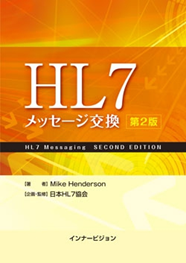 HL7
メッセージ交換 第2版
HL7 Messaging SECOND EDITION
[著 者] Mike Henderson
[企画・監修] 日本HL7協会
インナービジョン